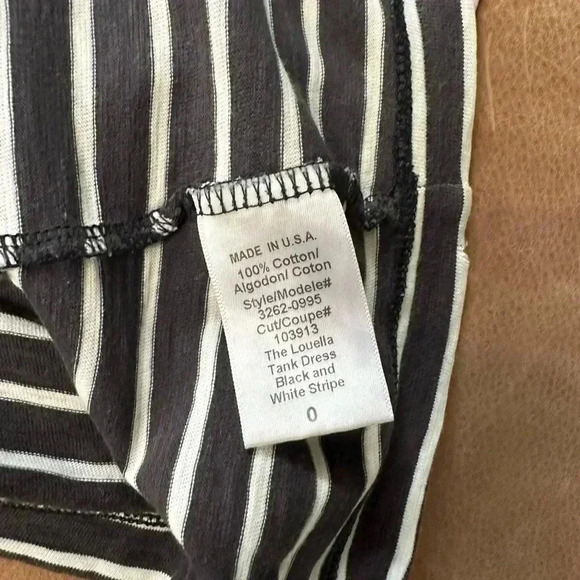 MADE IN U.S.A.
100% Cotton/
Algodon/ Coton
Style/Modele#
3262-0995
Cut/Coupe#
103913
The Louella
Tank Dress
Black and
White Stripe
0